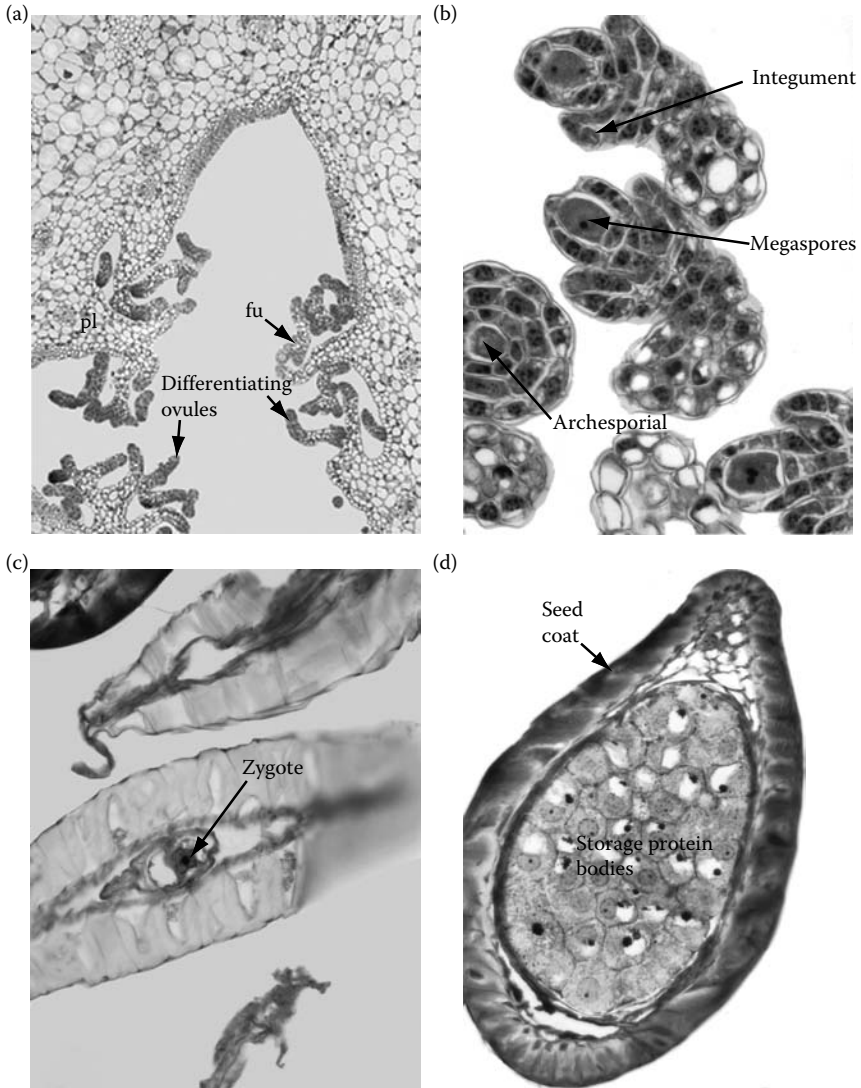 (a)
pl
fu
Differentiating
ovules
(b)
Integument
Megaspores
Archesporial
(c)
Zygote
(d)
Seed
coat
Storage protein
bodies